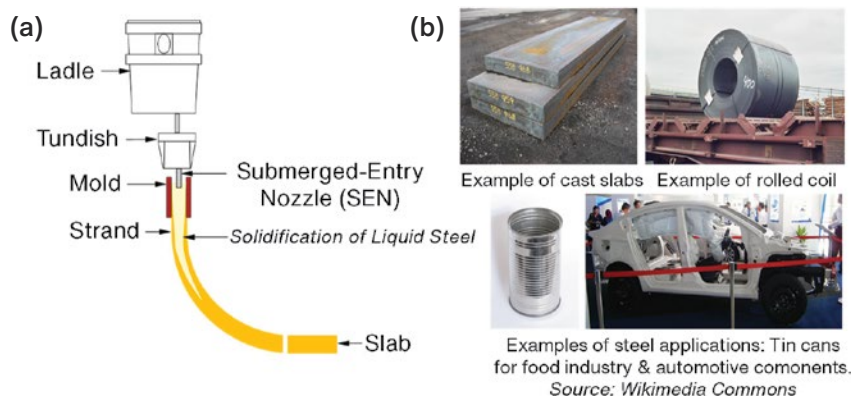 (a)
Ladle
Tundish
Mold
Submerged-Entry
Nozzle (SEN)
Strand
Solidification of Liquid Steel
Slab
(b)
Example of cast slabs
Example of rolled coil
Examples of steel applications: Tin cans
for food industry & automotive comonents.
Source; Wikimedia Commons